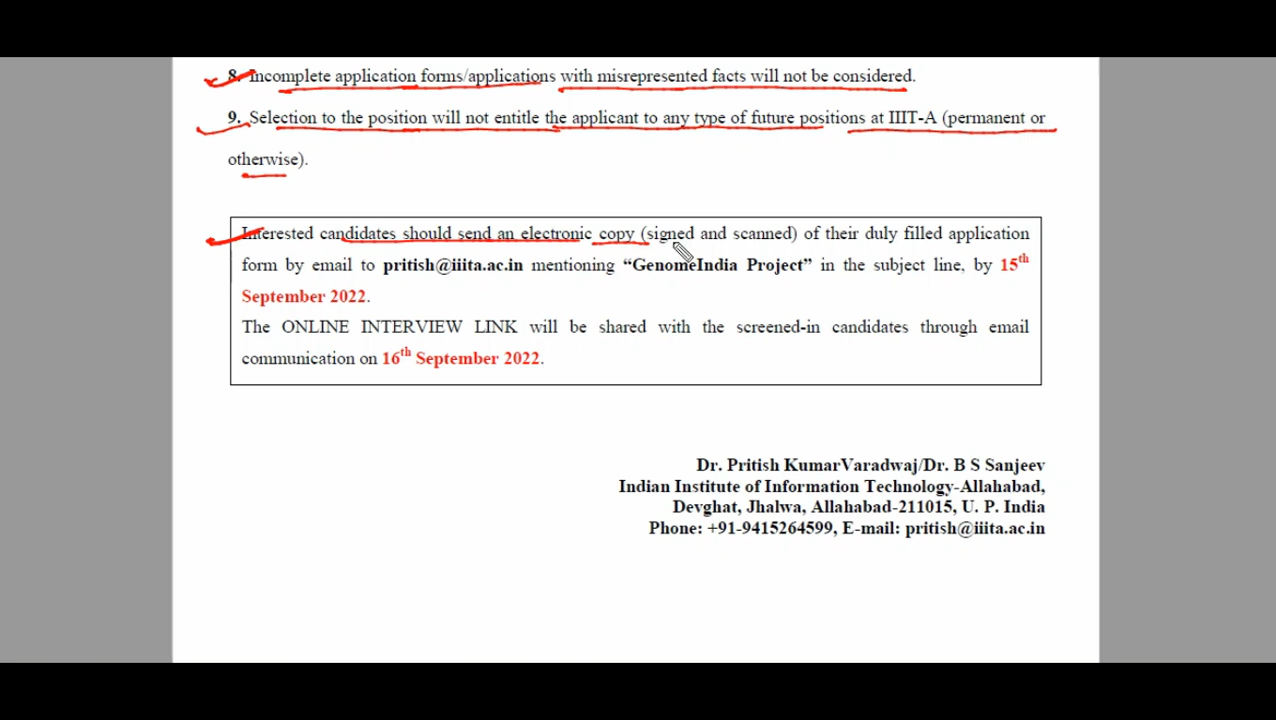 8. Incomplete application forms/applications with misrepresented facts will not be considered.
9. Selection to the position will not entitle the applicant to any type of future positions at IIIT-A (permanent or
otherwise).
Interested candidates should send an electronic copy (signed and scanned) of their duly filled application
form by email to pritish@iiita.ac.in mentioning “GenomeIndia Project” in the subject line, by 15th
September 2022.
The ONLINE INTERVIEW LINK will be shared with the screened-in candidates through email
communication on 16th September 2022.
Dr. Pritish KumarVaradwaj/Dr. B S Sanjeev
Indian Institute of Information Technology-Allahabad,
Devghat, Jhalwa, Allahabad-211015, U. P. India
Phone: +91-9415264599, E-mail: pritish@iiita.ac.in